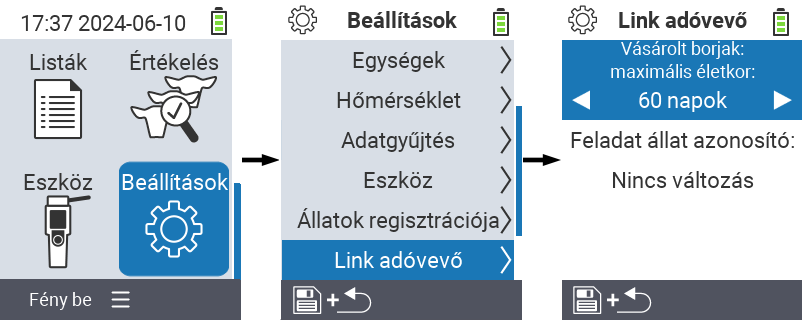 17:37 2024-06-10
Listák
Értékelés
Eszköz
Beállítások
Fény be
Beállítások
Egységek
Hőmérséklet
Adatgyűjtés
Eszköz
Állatok regisztrációja
Link adóvevő
+
Link adóvevő
Vásárolt borjak:
maximális életkor:
60 napok
Feladat állat azonosító:
Nincs változás
+